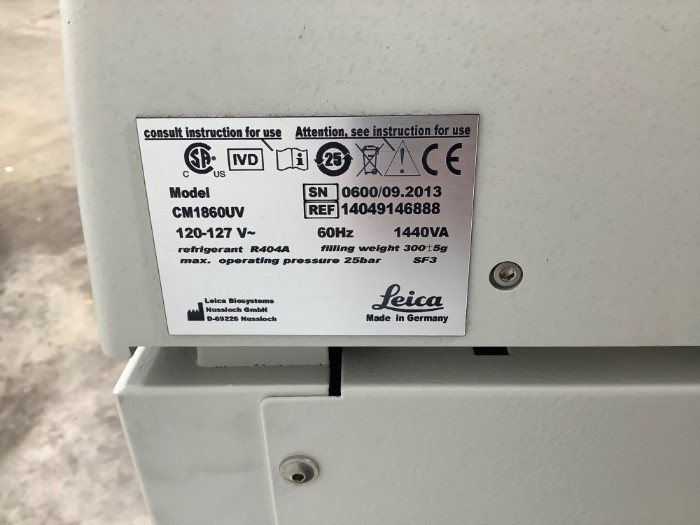 consult instruction for use Attention, see instruction for use
C SA US IVD i 25 CE
Model SN 0600/09.2013
CM1860UV REF 14049146888
120-127 V~ 60Hz 1440VA
refrigerant R404A filling weight 300±5g
max. operating pressure 25bar SF3
Leica Biosystems
Nussloch GmbH
D-69226 Nussloch
Leica
Made in Germany